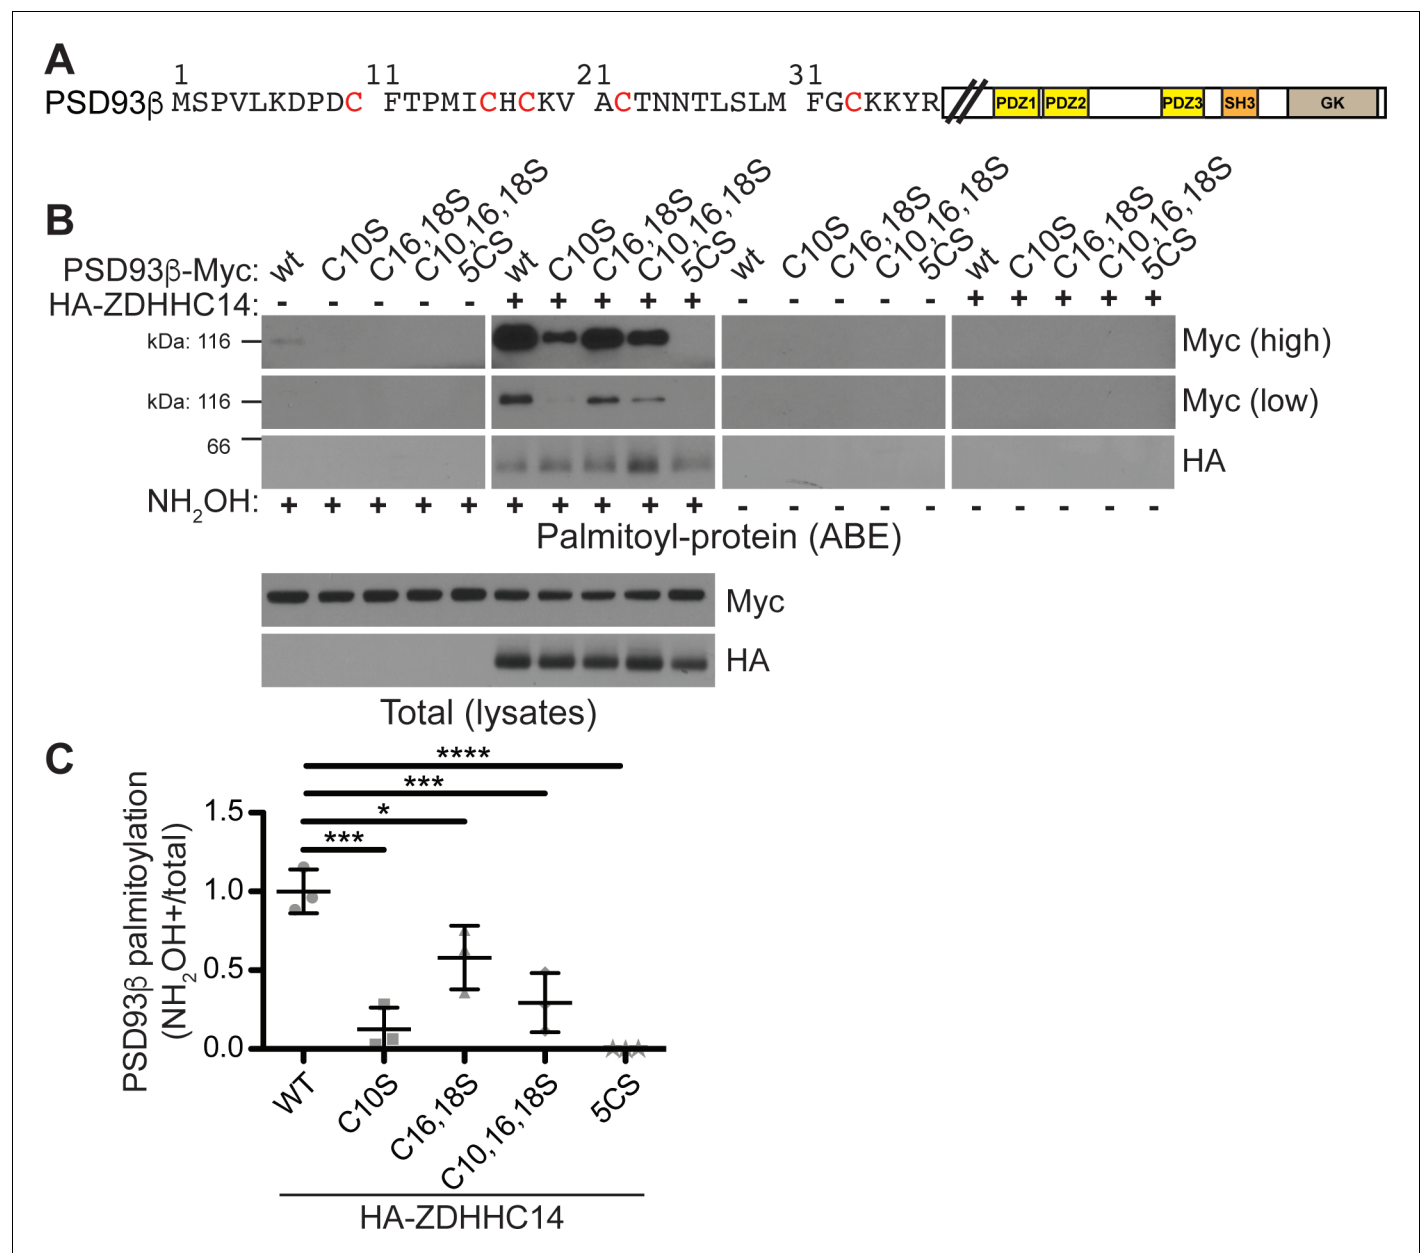 A
1 11 21 31
PSD93β MSPVLKDPDC FTPMICHCKV ACTNNTLSLM FGCKKYR PDZ1 PDZ2 PDZ3 SH3 GK
B
PSD93β-Myc: wt C10S C16,18S C10,16,18S 5CS wt C10S C16,18S C10,16,18S 5CS wt C10S C16,18S C10,16,18S 5CS wt C10S C16,18S C10,16,18S 5CS
HA-ZDHHC14: - - - - - + + + + + - - - - - + + + + +
kDa: 116 Myc (high)
kDa: 116 Myc (low)
66 HA
NH2OH: + + + + + + + + + + - - - - - - - - - -
Palmitoyl-protein (ABE)
Myc
HA
Total (lysates)
C
****
***
*
***
PSD93β palmitoylation
(NH2OH+/total)
1.5
1.0
0.5
0.0
WT C10S C16,18S C10,16,18S 5CS
HA-ZDHHC14